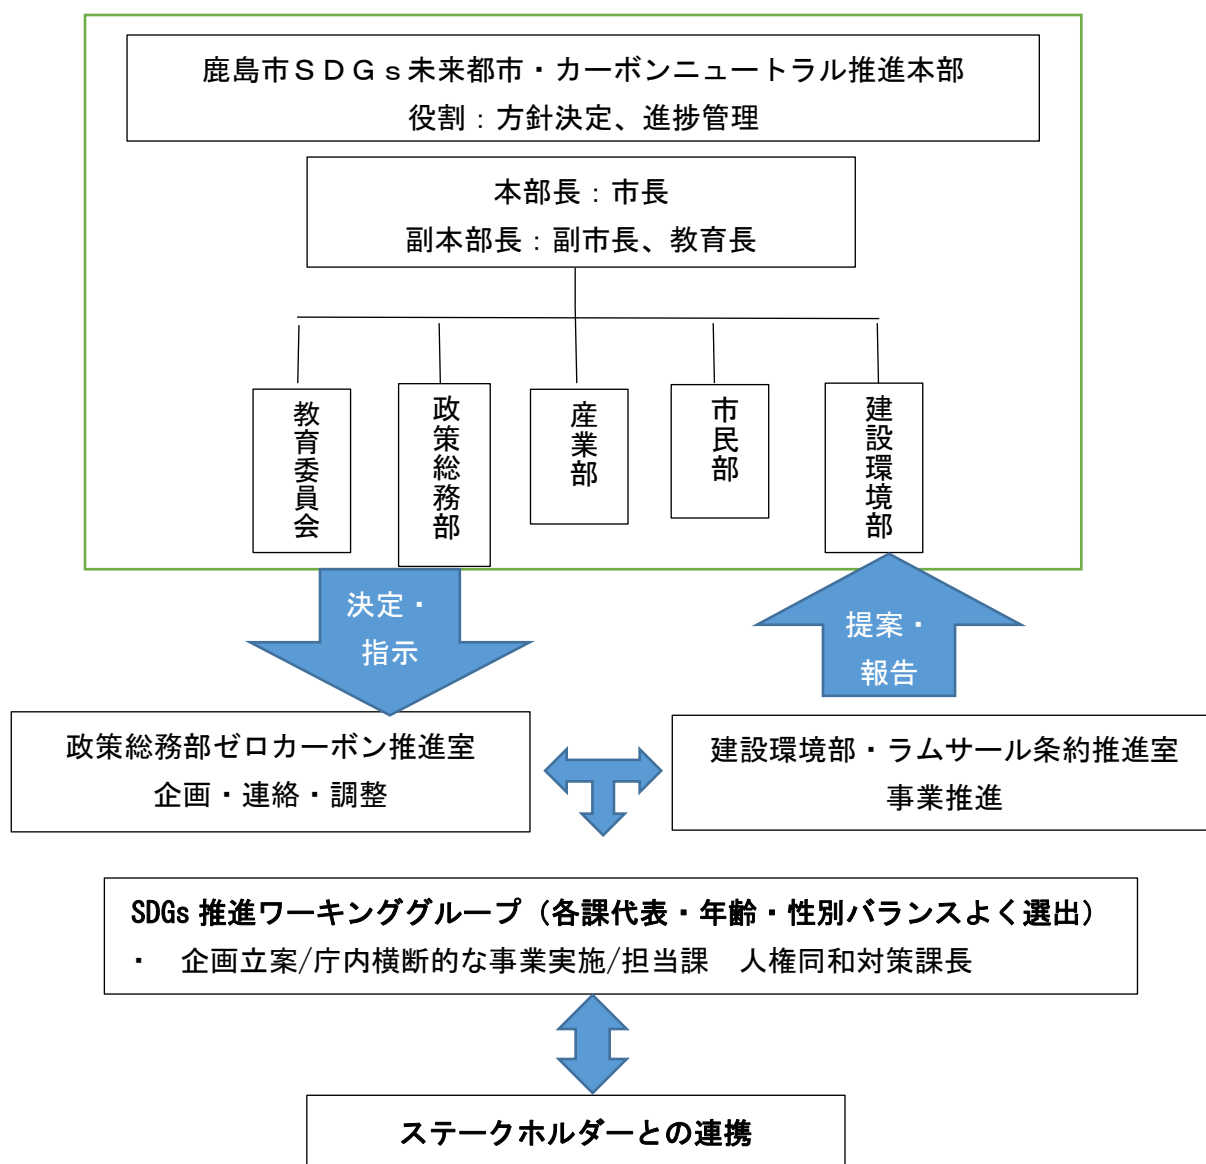 鹿島市ＳＤＧｓ未来都市・カーボンニュートラル推進本部
役割：方針決定、進捗管理
本部長：市長
副本部長：副市長、教育長
教育委員会
政策総務部
産業部
市民部
建設環境部
決定・
指示
提案・
報告
政策総務部ゼロカーボン推進室
企画・連絡・調整
建設環境部・ラムサール条約推進室
事業推進
SDGs 推進ワーキンググループ（各課代表・年齢・性別バランスよく選出）
・　企画立案/庁内横断的な事業実施/担当課　人権同和対策課長
ステークホルダーとの連携